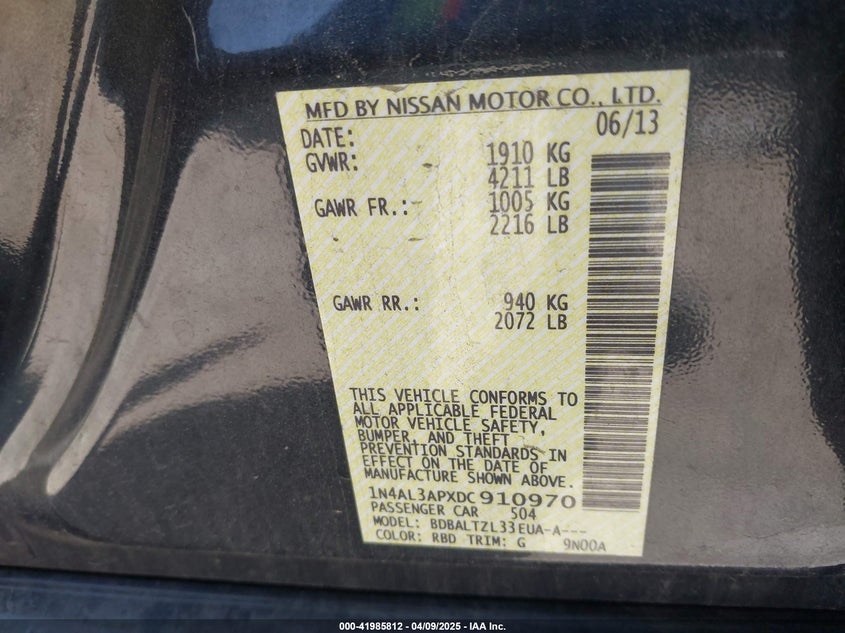 MFD BY NISSAN MOTOR CO., LTD.
DATE: 06/13
GVWR: 1910 KG
4211 LB
GAWR FR.: 1005 KG
2216 LB
GAWR RR.: 940 KG
2072 LB
THIS VEHICLE CONFORMS TO
ALL APPLICABLE FEDERAL
MOTOR VEHICLE SAFETY,
BUMPER, AND THEFT
PREVENTION STANDARDS IN
EFFECT ON THE DATE OF
MANUFACTURE SHOWN ABOVE.
1N4AL3APXDC910970
PASSENGER CAR 504
MODEL: BDBALTZL33EUA-A---
COLOR: RBD TRIM: G 9N00A
000-41985812 - 04/09/2025 - IAA Inc.